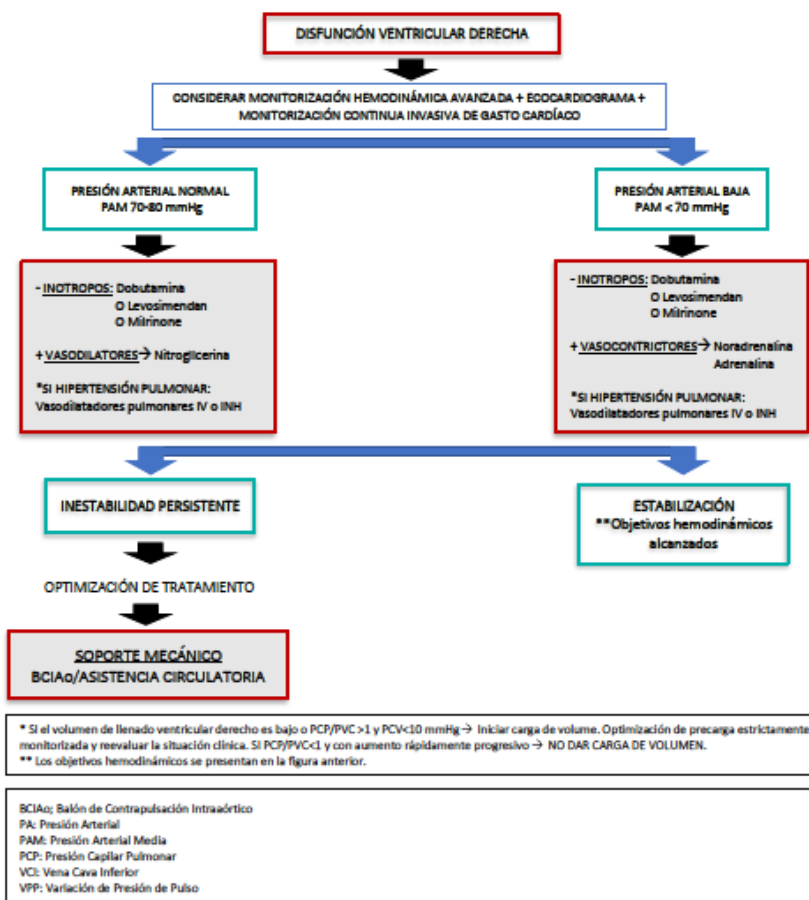 DISFUNCIÓN VENTRICULAR DERECHA
CONSIDERAR MONITORIZACIÓN HEMODINÁMICA AVANZADA + ECOCARDIOGRAMA +
MONITORIZACIÓN CONTINUA INVASIVA DE GASTO CARDÍACO
PRESIÓN ARTERIAL NORMAL
PAM 70-80 mmHg
PRESIÓN ARTERIAL BAJA
PAM < 70 mmHg
- INOTROPOS: Dobutamina
O Levosimendan
O Milrinone
+ VASODILATORES → Nitroglicerina
*SI HIPERTENSIÓN PULMONAR:
Vasodilatadores pulmonares IV o INH
- INOTROPOS: Dobutamina
O Levosimendan
O Milrinone
+ VASOCONTRICTORES → Noradrenalina
Adrenalina
*SI HIPERTENSIÓN PULMONAR:
Vasodilatadores pulmonares IV o INH
INESTABILIDAD PERSISTENTE
ESTABILIZACIÓN
**Objetivos hemodinámicos
alcanzados
OPTIMIZACIÓN DE TRATAMIENTO
SOPORTE MECÁNICO
BCIAo/ASISTENCIA CIRCULATORIA
* Si el volumen de llenado ventricular derecho es bajo o PCP/PVC >1 y PCV<10 mmHg → Iniciar carga de volume. Optimización de precarga estrictamente
monitorizada y reevaluar la situación clínica. Si PCP/PVC<1 y con aumento rápidamente progresivo → NO DAR CARGA DE VOLUMEN.
** Los objetivos hemodinámicos se presentan en la figura anterior.
BCIAo; Balón de Contrapulsación Intraaórtico
PA: Presión Arterial
PAM: Presión Arterial Media
PCP: Presión Capilar Pulmonar
VCI: Vena Cava Inferior
VPP: Variación de Presión de Pulso